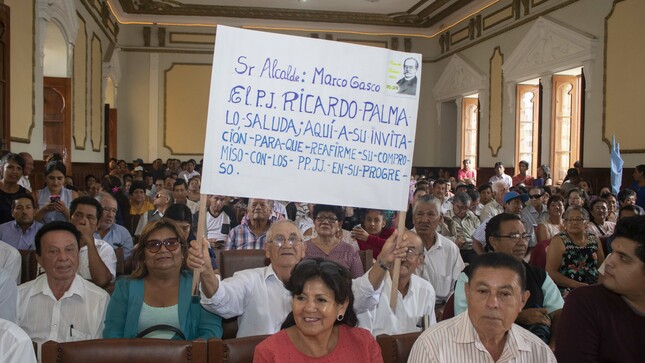 Sr Alcalde: Marco Gasco
El P.J. RICARDO-PALMA
LO-SALUDA; AQUÍ-A-SU INVITA-
CIÓN-PARA-QUE-REAFIRME-SU-COMPRO-
MISO-CON-LOS-PP.JJ.-EN-SU-PROGRE-
SO.